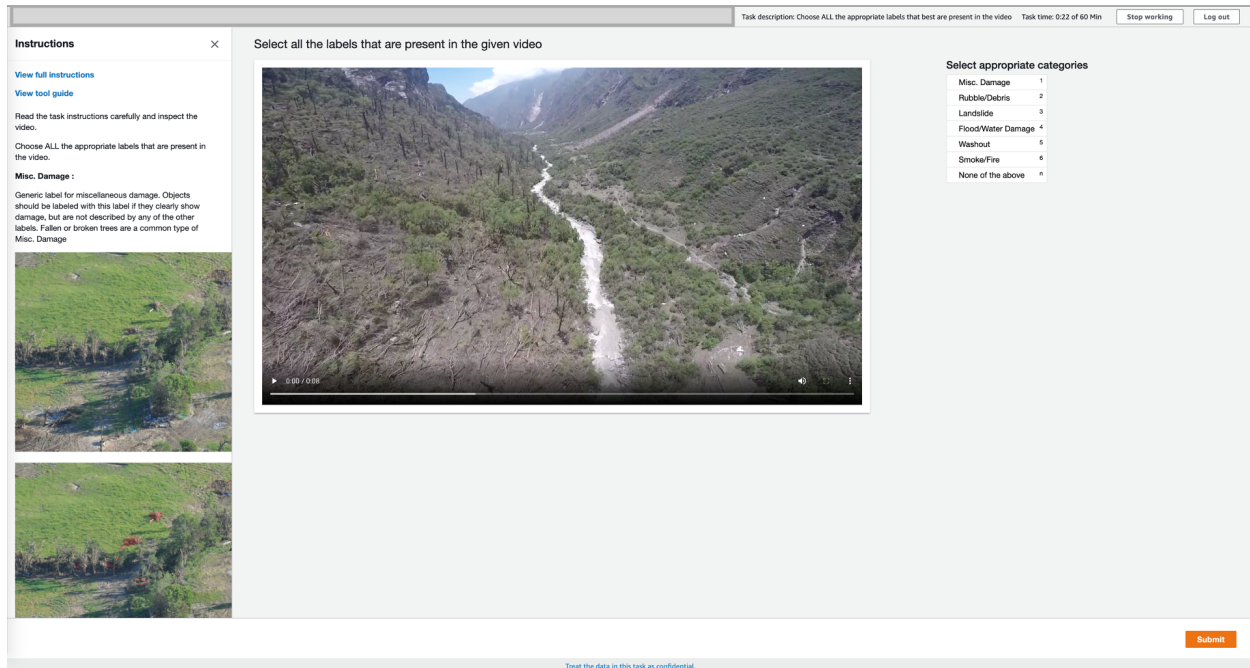 Task description: Choose ALL the appropriate labels that best are present in the video Task time: 0:22 of 60 Min Stop working Log out
Instructions ×
View full instructions
View tool guide
Read the task instructions carefully and inspect the
video.
Choose ALL the appropriate labels that are present in
the video.
Misc. Damage :
Generic label for miscellaneous damage. Objects
should be labeled with this label if they clearly show
damage, but are not described by any of the other
labels. Fallen or broken trees are a common type of
Misc. Damage
Select all the labels that are present in the given video
0:00 / 0:08
Select appropriate categories
Misc. Damage 1
Rubble/Debris 2
Landslide 3
Flood/Water Damage 4
Washout 5
Smoke/Fire 6
None of the above n
Submit
Treat the data in this task as confidential.